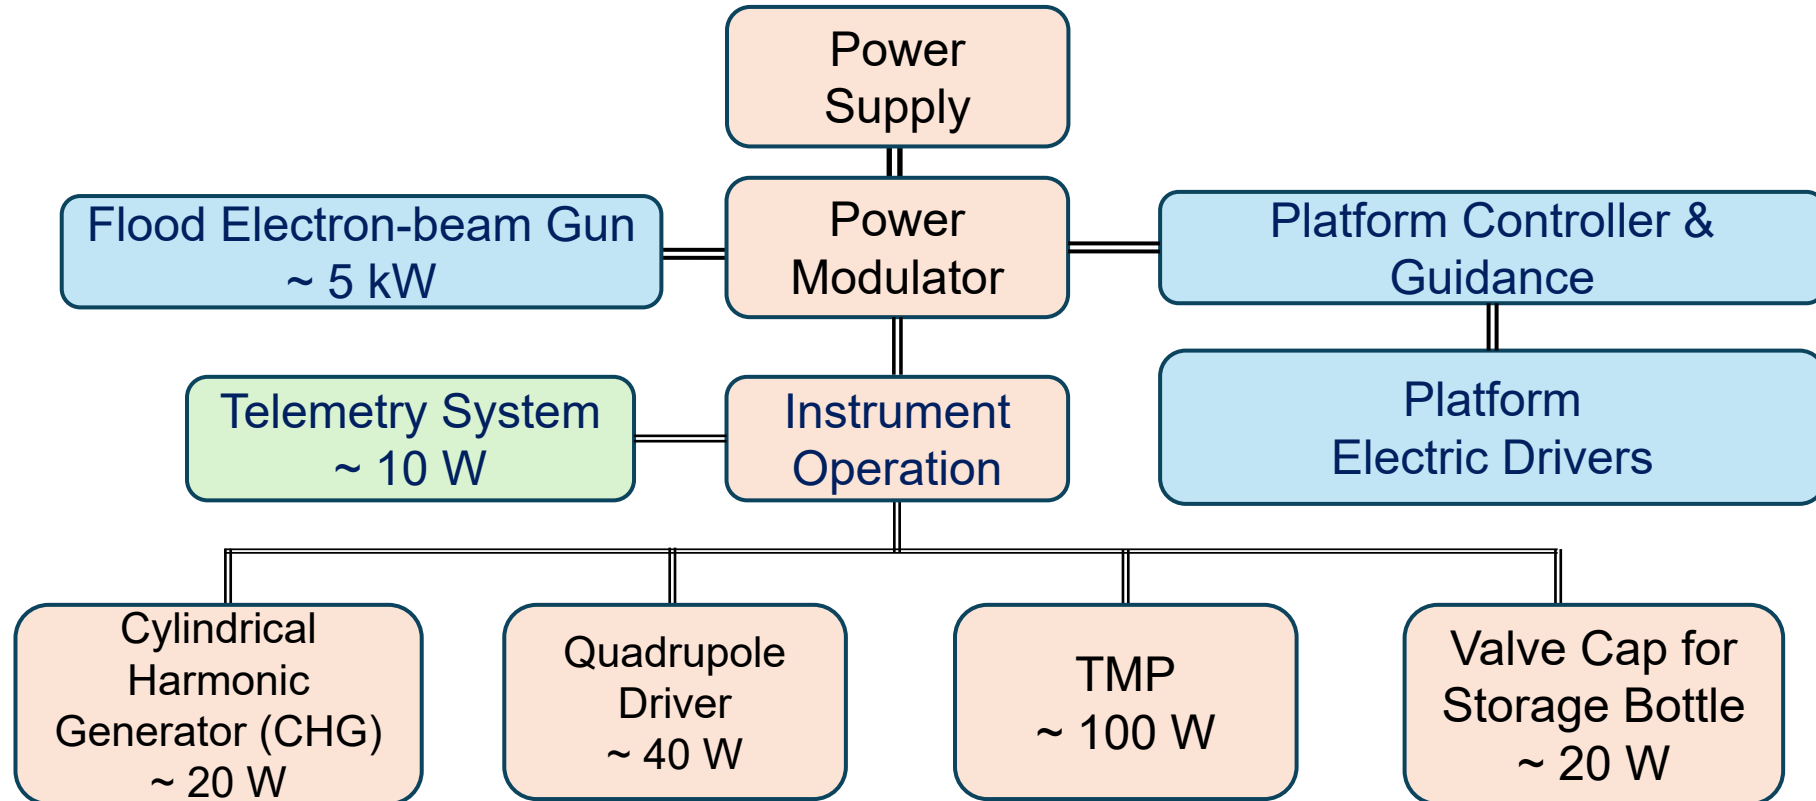 Power
Supply
Flood Electron-beam Gun
~ 5 kW
Power
Modulator
Platform Controller &
Guidance
Telemetry System
~ 10 W
Instrument
Operation
Platform
Electric Drivers
Cylindrical
Harmonic
Generator (CHG)
~ 20 W
Quadrupole
Driver
~ 40 W
TMP
~ 100 W
Valve Cap for
Storage Bottle
~ 20 W